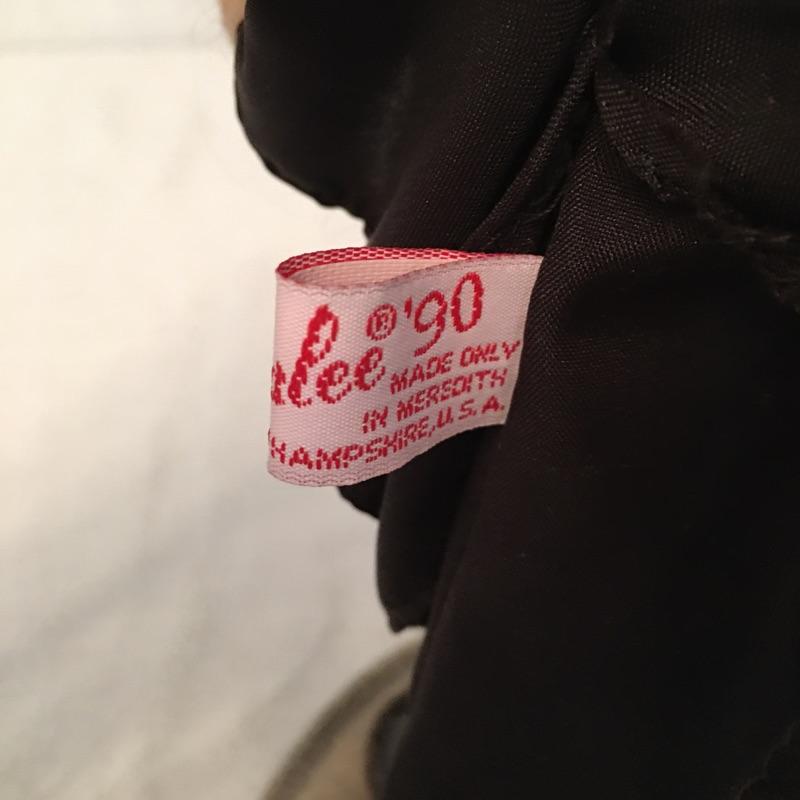 alee® '90
MADE ONLY
IN MEREDITH
HAMPSHIRE, U.S.A.